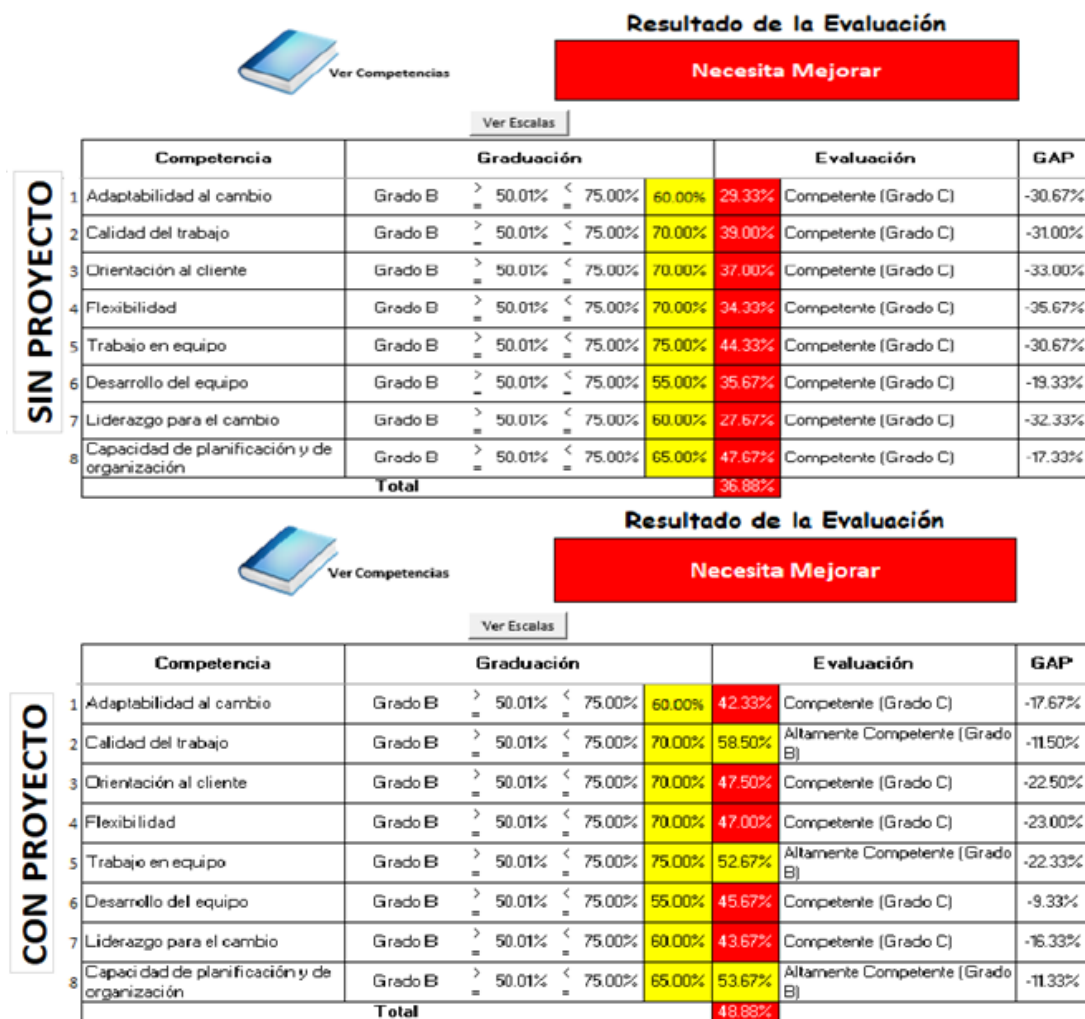 Resultado de la Evaluación
Ver Competencias
Necesita Mejorar
Ver Escalas
SIN PROYECTO
Competencia Graduación Evaluación GAP
1 Adaptabilidad al cambio Grado B >= 50.01% <= 75.00% 60.00% 29.33% Competente (Grado C) -30.67%
2 Calidad del trabajo Grado B >= 50.01% <= 75.00% 70.00% 39.00% Competente (Grado C) -31.00%
3 Orientación al cliente Grado B >= 50.01% <= 75.00% 70.00% 37.00% Competente (Grado C) -33.00%
4 Flexibilidad Grado B >= 50.01% <= 75.00% 70.00% 34.33% Competente (Grado C) -35.67%
5 Trabajo en equipo Grado B >= 50.01% <= 75.00% 75.00% 44.33% Competente (Grado C) -30.67%
6 Desarrollo del equipo Grado B >= 50.01% <= 75.00% 55.00% 35.67% Competente (Grado C) -19.33%
7 Liderazgo para el cambio Grado B >= 50.01% <= 75.00% 60.00% 27.67% Competente (Grado C) -32.33%
8 Capacidad de planificación y de organización Grado B >= 50.01% <= 75.00% 65.00% 47.67% Competente (Grado C) -17.33%
Total 36.88%
Resultado de la Evaluación
Ver Competencias
Necesita Mejorar
Ver Escalas
CON PROYECTO
Competencia Graduación Evaluación GAP
1 Adaptabilidad al cambio Grado B >= 50.01% <= 75.00% 60.00% 42.33% Competente (Grado C) -17.67%
2 Calidad del trabajo Grado B >= 50.01% <= 75.00% 70.00% 58.50% Altamente Competente (Grado B) -11.50%
3 Orientación al cliente Grado B >= 50.01% <= 75.00% 70.00% 47.50% Competente (Grado C) -22.50%
4 Flexibilidad Grado B >= 50.01% <= 75.00% 70.00% 47.00% Competente (Grado C) -23.00%
5 Trabajo en equipo Grado B >= 50.01% <= 75.00% 75.00% 52.67% Altamente Competente (Grado B) -22.33%
6 Desarrollo del equipo Grado B >= 50.01% <= 75.00% 55.00% 45.67% Competente (Grado C) -9.33%
7 Liderazgo para el cambio Grado B >= 50.01% <= 75.00% 60.00% 43.67% Competente (Grado C) -16.33%
8 Capacidad de planificación y de organización Grado B >= 50.01% <= 75.00% 65.00% 53.67% Altamente Competente (Grado B) -11.33%
Total 48.88%